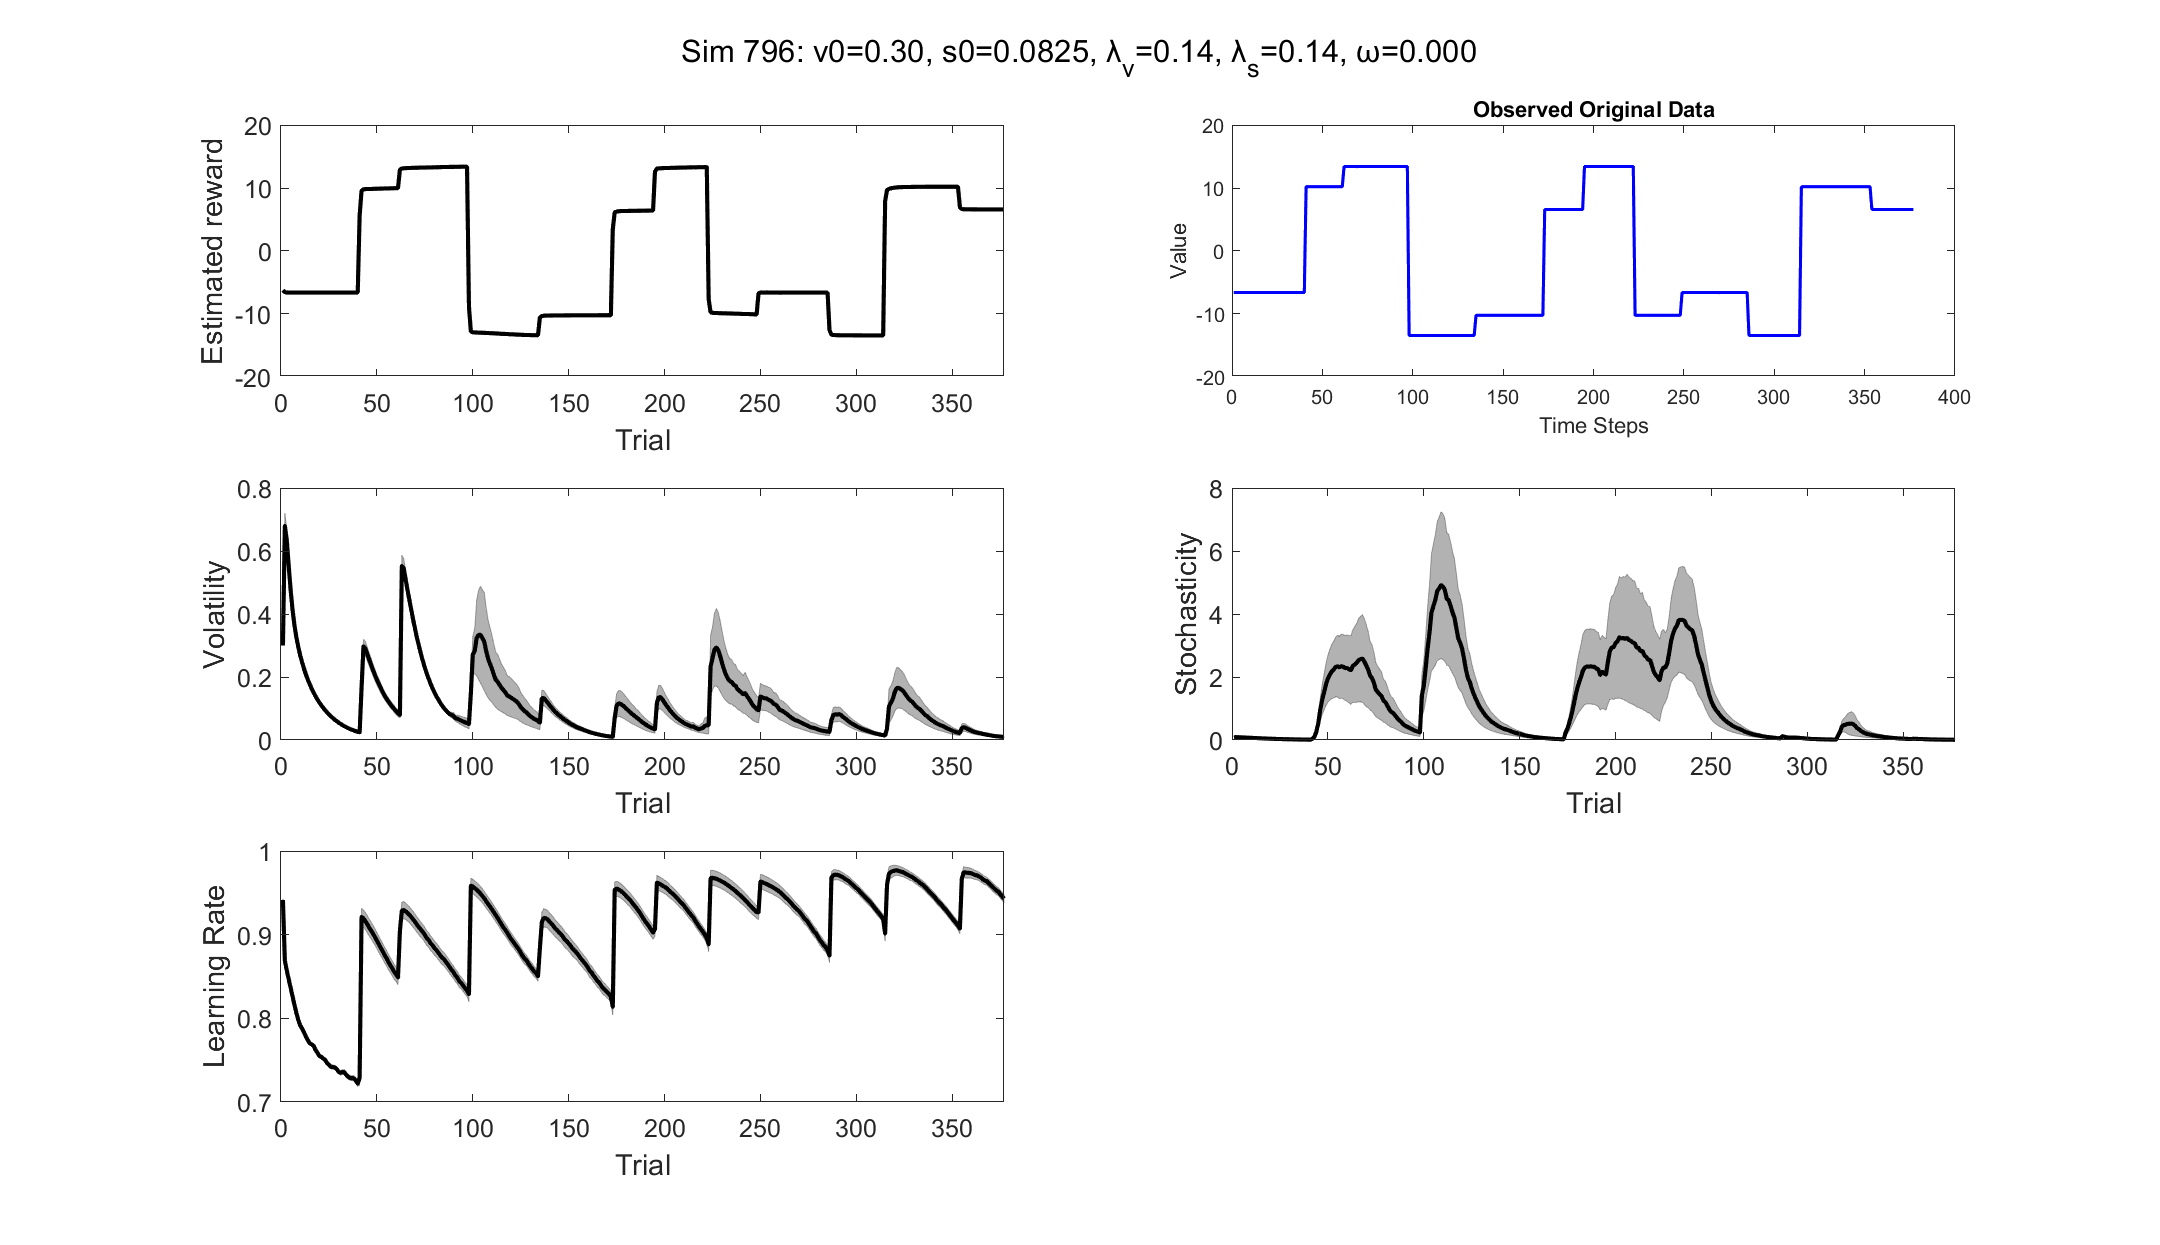 Sim 796: v0=0.30, s0=0.0825, λv=0.14, λs=0.14, ω=0.000
Estimated reward
20
10
0
-10
-20
0 50 100 150 200 250 300 350
Trial
Observed Original Data
Value
20
10
0
-10
-20
0 50 100 150 200 250 300 350 400
Time Steps
Volatility
0.8
0.6
0.4
0.2
0
0 50 100 150 200 250 300 350
Trial
Stochasticity
8
6
4
2
0
0 50 100 150 200 250 300 350
Trial
Learning Rate
1
0.9
0.8
0.7
0 50 100 150 200 250 300 350
Trial